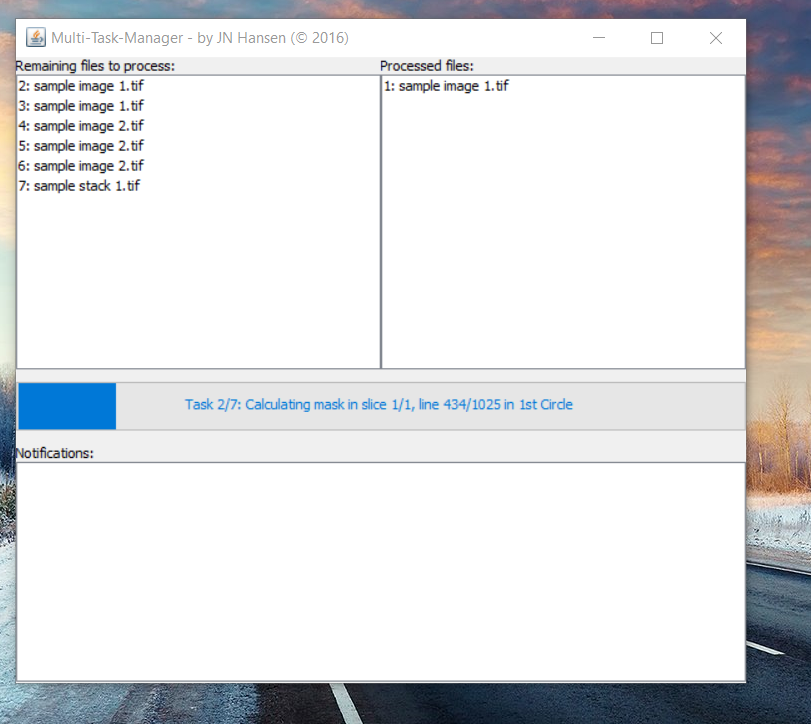 Multi-Task-Manager - by JN Hansen (© 2016)
Remaining files to process:
2: sample image 1.tif
3: sample image 1.tif
4: sample image 2.tif
5: sample image 2.tif
6: sample image 2.tif
7: sample stack 1.tif
Processed files:
1: sample image 1.tif
Task 2/7: Calculating mask in slice 1/1, line 434/1025 in 1st Circle
Notifications: